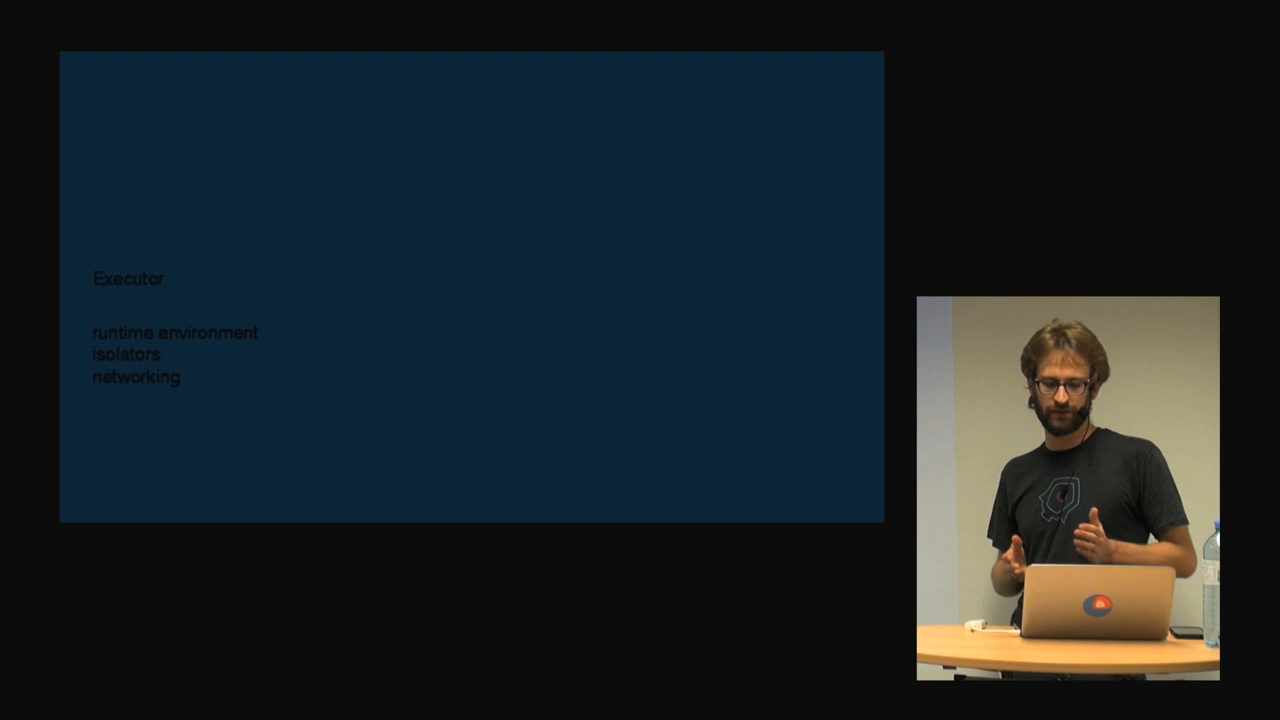 Executor
runtime environment
isolators
networking